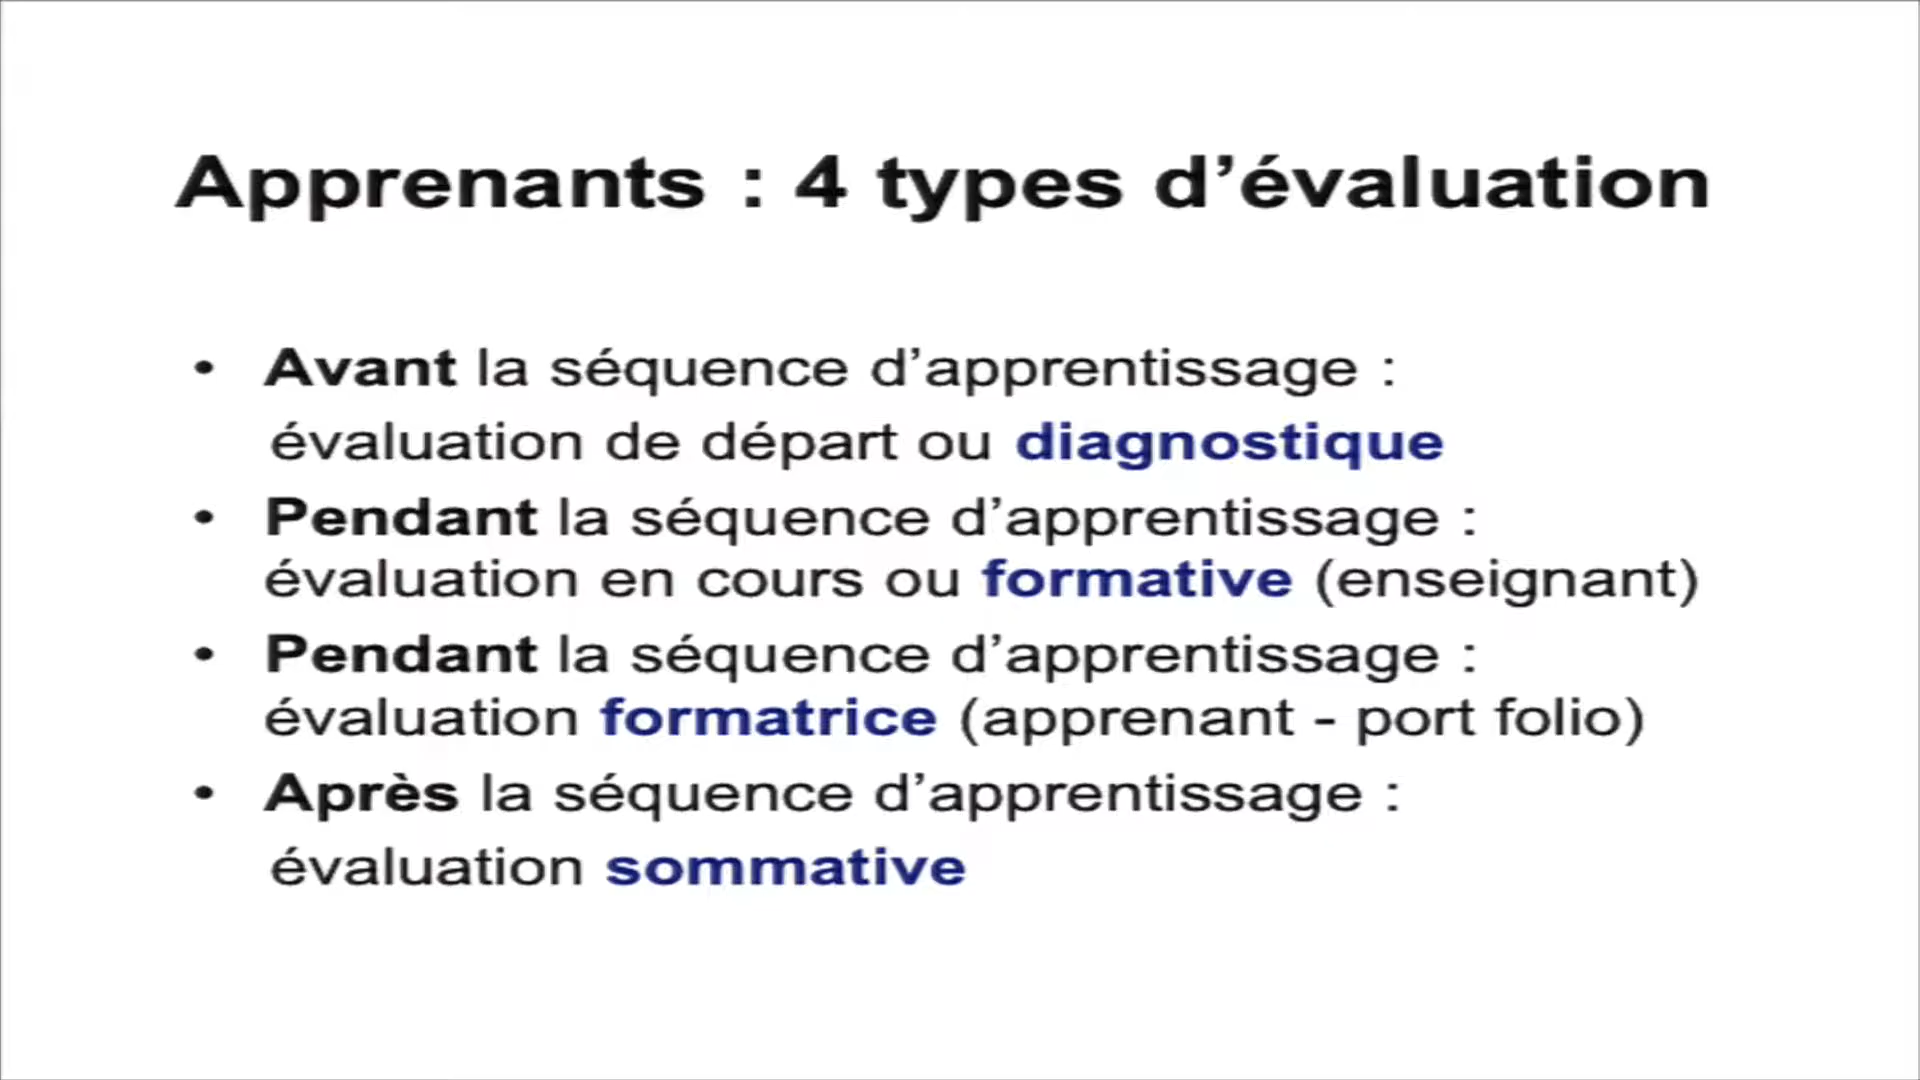 Apprenants : 4 types d’évaluation
• Avant la séquence d’apprentissage :
évaluation de départ ou diagnostique
• Pendant la séquence d’apprentissage :
évaluation en cours ou formative (enseignant)
• Pendant la séquence d’apprentissage :
évaluation formatrice (apprenant - port folio)
• Après la séquence d’apprentissage :
évaluation sommative